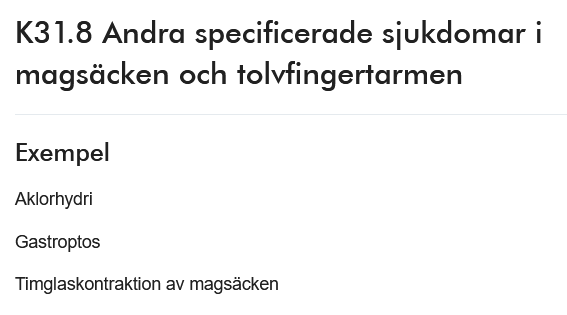 K31.8 Andra specificerade sjukdomar i
magsäcken och tolvfingertarmen
Exempel
Aklorhydri
Gastroptos
Timglaskontraktion av magsäcken